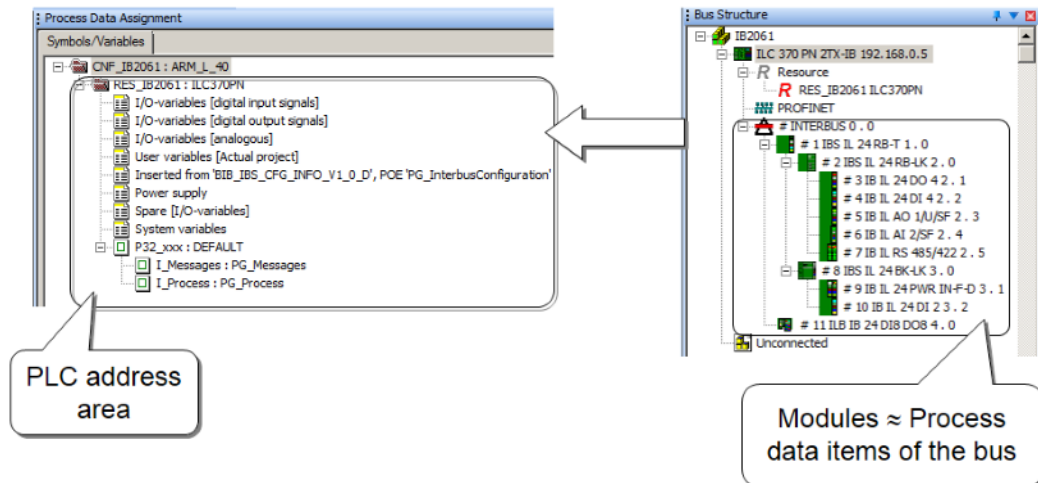 Process Data Assignment
Symbols/Variables
CNF_IB2061 : ARM_L_40
RES_IB2061 : ILC370PN
I/O-variables [digital input signals]
I/O-variables [digital output signals]
I/O-variables [analogous]
User variables [Actual project]
Inserted from 'BIB_IBS_CFG_INFO_V1_0_D', POE 'PG_InterbusConfiguration'
Power supply
Spare [I/O-variables]
System variables
P32_xxx : DEFAULT
I_Messages : PG_Messages
I_Process : PG_Process
PLC address
area
Bus Structure
IB2061
ILC 370 PN 2TX-IB 192.168.0.5
R Resource
R RES_IB2061 ILC370PN
PROFINET
# INTERBUS 0 . 0
# 1 IBS IL 24 RB-T 1 . 0
# 2 IBS IL 24 RB-LK 2 . 0
# 3 IB IL 24 DO 4 2 . 1
# 4 IB IL 24 DI 4 2 . 2
# 5 IB IL AO 1/U/SF 2 . 3
# 6 IB IL AI 2/SF 2 . 4
# 7 IB IL RS 485/422 2 . 5
# 8 IBS IL 24 BK-LK 3 . 0
# 9 IB IL 24 PWR IN-F-D 3 . 1
# 10 IB IL 24 DI 2 3 . 2
# 11 ILB IB 24 DI8 DO8 4 . 0
Unconnected
Modules ≈ Process
data items of the bus